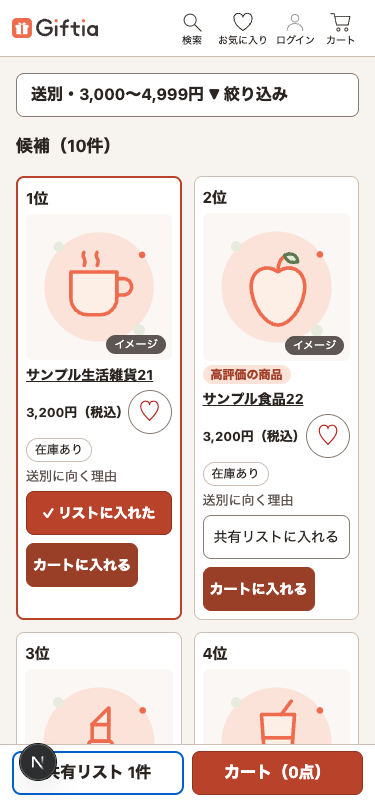 Giftia
検索
お気に入り
ログイン
カート
送別・3,000〜4,999円 ▼ 絞り込み
候補（10件）
1位
イメージ
サンプル生活雑貨21
3,200円（税込）
在庫あり
送別に向く理由
✓ リストに入れた
カートに入れる
2位
イメージ
高評価の商品
サンプル食品22
3,200円（税込）
在庫あり
送別に向く理由
共有リストに入れる
カートに入れる
3位
4位
N
有リスト 1件
カート（0点）